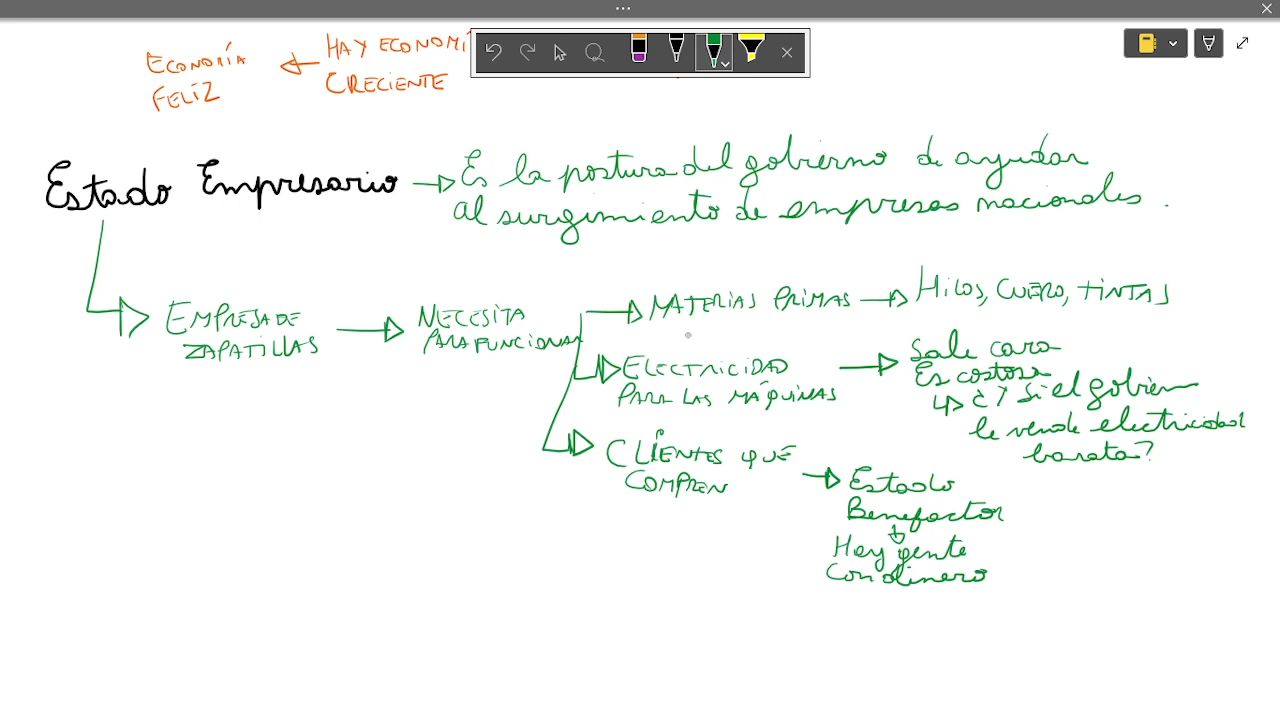 HAY ECONOMÍ
CRECIENTE
ECONOMÍA
FELIZ
Estado Empresario
Es la postura del gobierno de ayudar
al surgimiento de empresas nacionales.
EMPRESA DE
ZAPATILLAS
NECESITA
PARA FUNCIONAR
MATERIAS PRIMAS
HILOS, CUERO, TINTAS
ELECTRICIDAD
PARA LAS MÁQUINAS
Sale cara
Es costosa
¿Y si el gobierno
le vende electricidad
barata?
CLIENTES QUE
COMPREN
Estado
Benefactor
Hay gente
con dinero